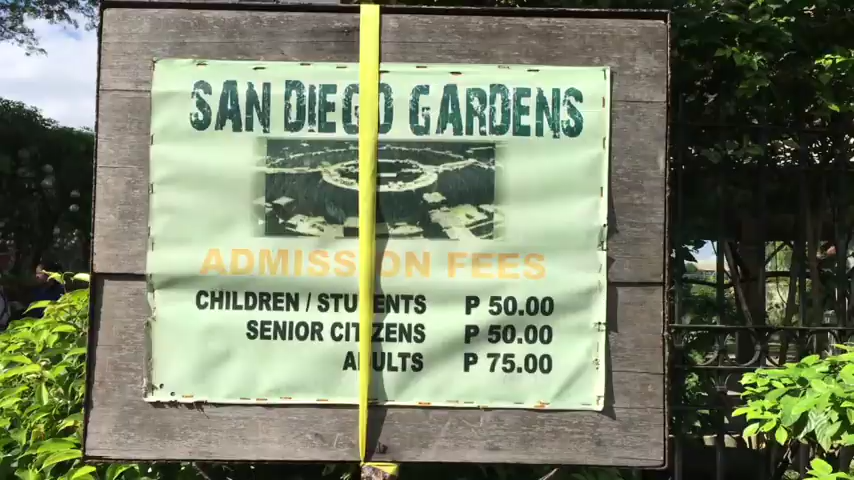 SAN DIEGO GARDENS
ADMISSION FEES
CHILDREN / STUDENTS P 50.00
SENIOR CITIZENS P 50.00
ADULTS P 75.00